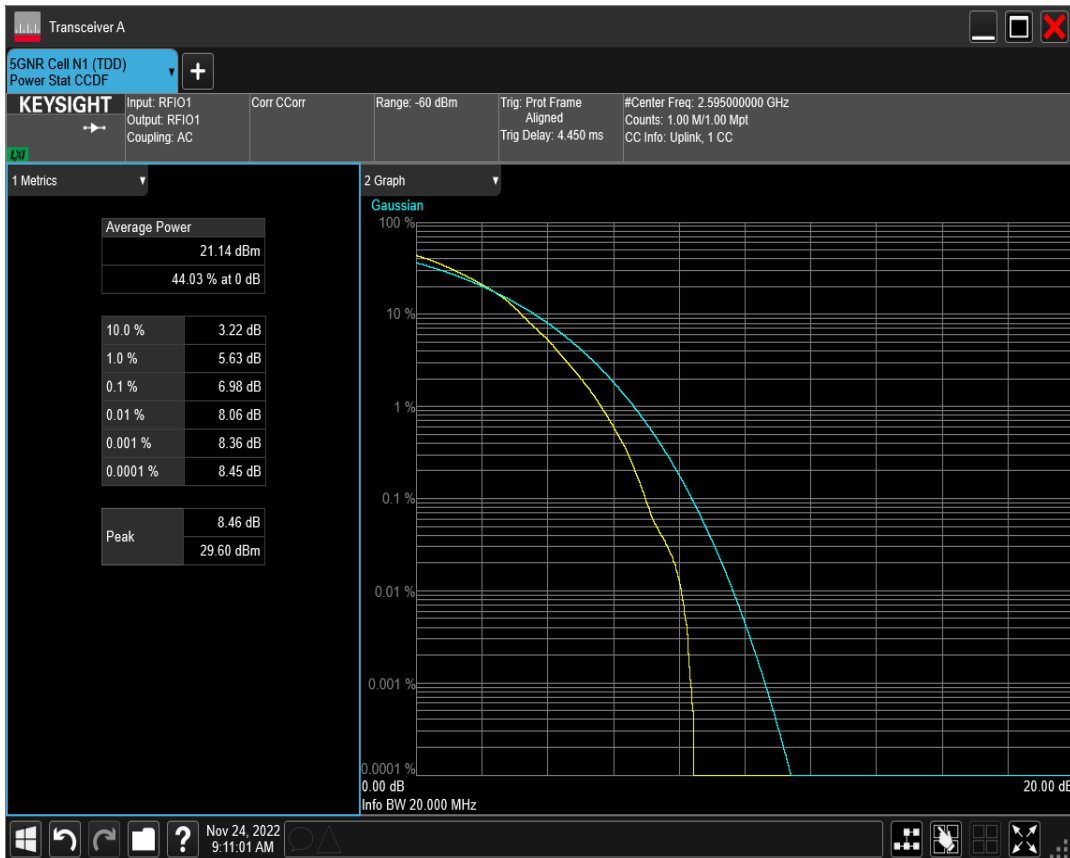 Transceiver A
5GNR Cell N1 (TDD)
Power Stat CCDF
+
KEYSIGHT
LXI
Input: RFIO1
Output: RFIO1
Coupling: AC
Corr CCorr
Range: -60 dBm
Trig: Prot Frame
Aligned
Trig Delay: 4.450 ms
#Center Freq: 2.595000000 GHz
Counts: 1.00 M/1.00 Mpt
CC Info: Uplink, 1 CC
1 Metrics
Average Power
21.14 dBm
44.03 % at 0 dB
10.0 % 3.22 dB
1.0 % 5.63 dB
0.1 % 6.98 dB
0.01 % 8.06 dB
0.001 % 8.36 dB
0.0001 % 8.45 dB
Peak
8.46 dB
29.60 dBm
2 Graph
Gaussian
100 %
10 %
1 %
0.1 %
0.01 %
0.001 %
0.0001 %
0.00 dB
20.00 dB
Info BW 20.000 MHz
?
Nov 24, 2022
9:11:01 AM